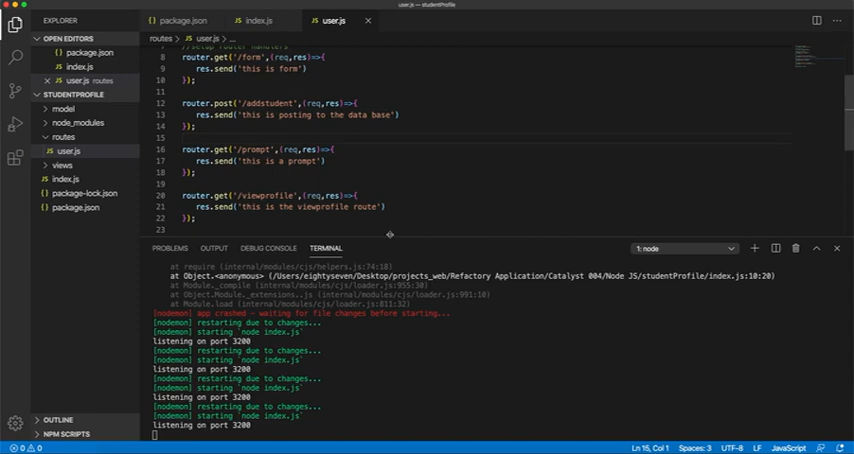 user.js — studentProfile
EXPLORER
OPEN EDITORS
{} package.json
JS index.js
× JS user.js routes
STUDENTPROFILE
model
node_modules
routes
JS user.js
views
JS index.js
{} package-lock.json
{} package.json
OUTLINE
NPM SCRIPTS
{} package.json
JS index.js
JS user.js ×
routes > JS user.js > ...
7 //setup router handlers
8 router.get('/form',(req,res)=>{
9 res.send('this is form')
10 });
11
12 router.post('/addstudent',(req,res)=>{
13 res.send('this is posting to the data base')
14 });
15
16 router.get('/prompt',(req,res)=>{
17 res.send('this is a prompt')
18 });
19
20 router.get('/viewprofile',(req,res)=>{
21 res.send('this is the viewprofile route')
22 });
23
PROBLEMS OUTPUT DEBUG CONSOLE TERMINAL 1: node
at require (internal/modules/cjs/helpers.js:74:18)
at Object.<anonymous> (/Users/eightyseven/Desktop/projects_web/Refactory Application/Catalyst 004/Node JS/studentProfile/index.js:10:20)
at Module._compile (internal/modules/cjs/loader.js:955:30)
at Object.Module._extensions..js (internal/modules/cjs/loader.js:991:10)
at Module.load (internal/modules/cjs/loader.js:811:32)
[nodemon] app crashed - waiting for file changes before starting...
[nodemon] restarting due to changes...
[nodemon] starting `node index.js`
listening on port 3200
[nodemon] restarting due to changes...
[nodemon] starting `node index.js`
listening on port 3200
[nodemon] restarting due to changes...
[nodemon] starting `node index.js`
listening on port 3200
[nodemon] restarting due to changes...
[nodemon] starting `node index.js`
listening on port 3200
0 0 Ln 15, Col 1 Spaces: 3 UTF-8 LF JavaScript